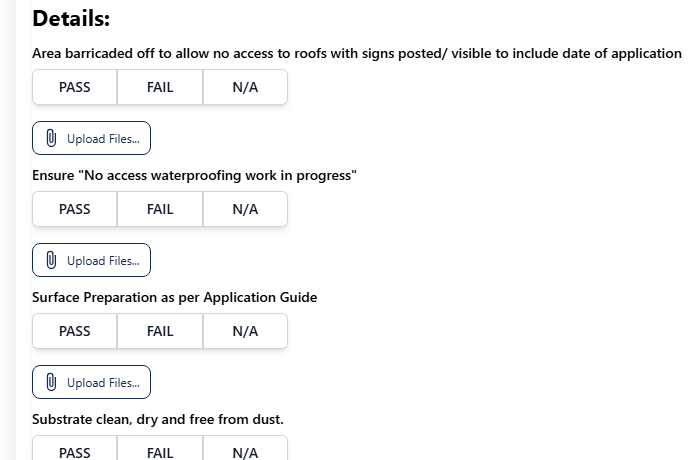 Details:
Area barricaded off to allow no access to roofs with signs posted/ visible to include date of application
PASS FAIL N/A
Upload Files...
Ensure "No access waterproofing work in progress"
PASS FAIL N/A
Upload Files...
Surface Preparation as per Application Guide
PASS FAIL N/A
Upload Files...
Substrate clean, dry and free from dust.
PASS FAIL N/A